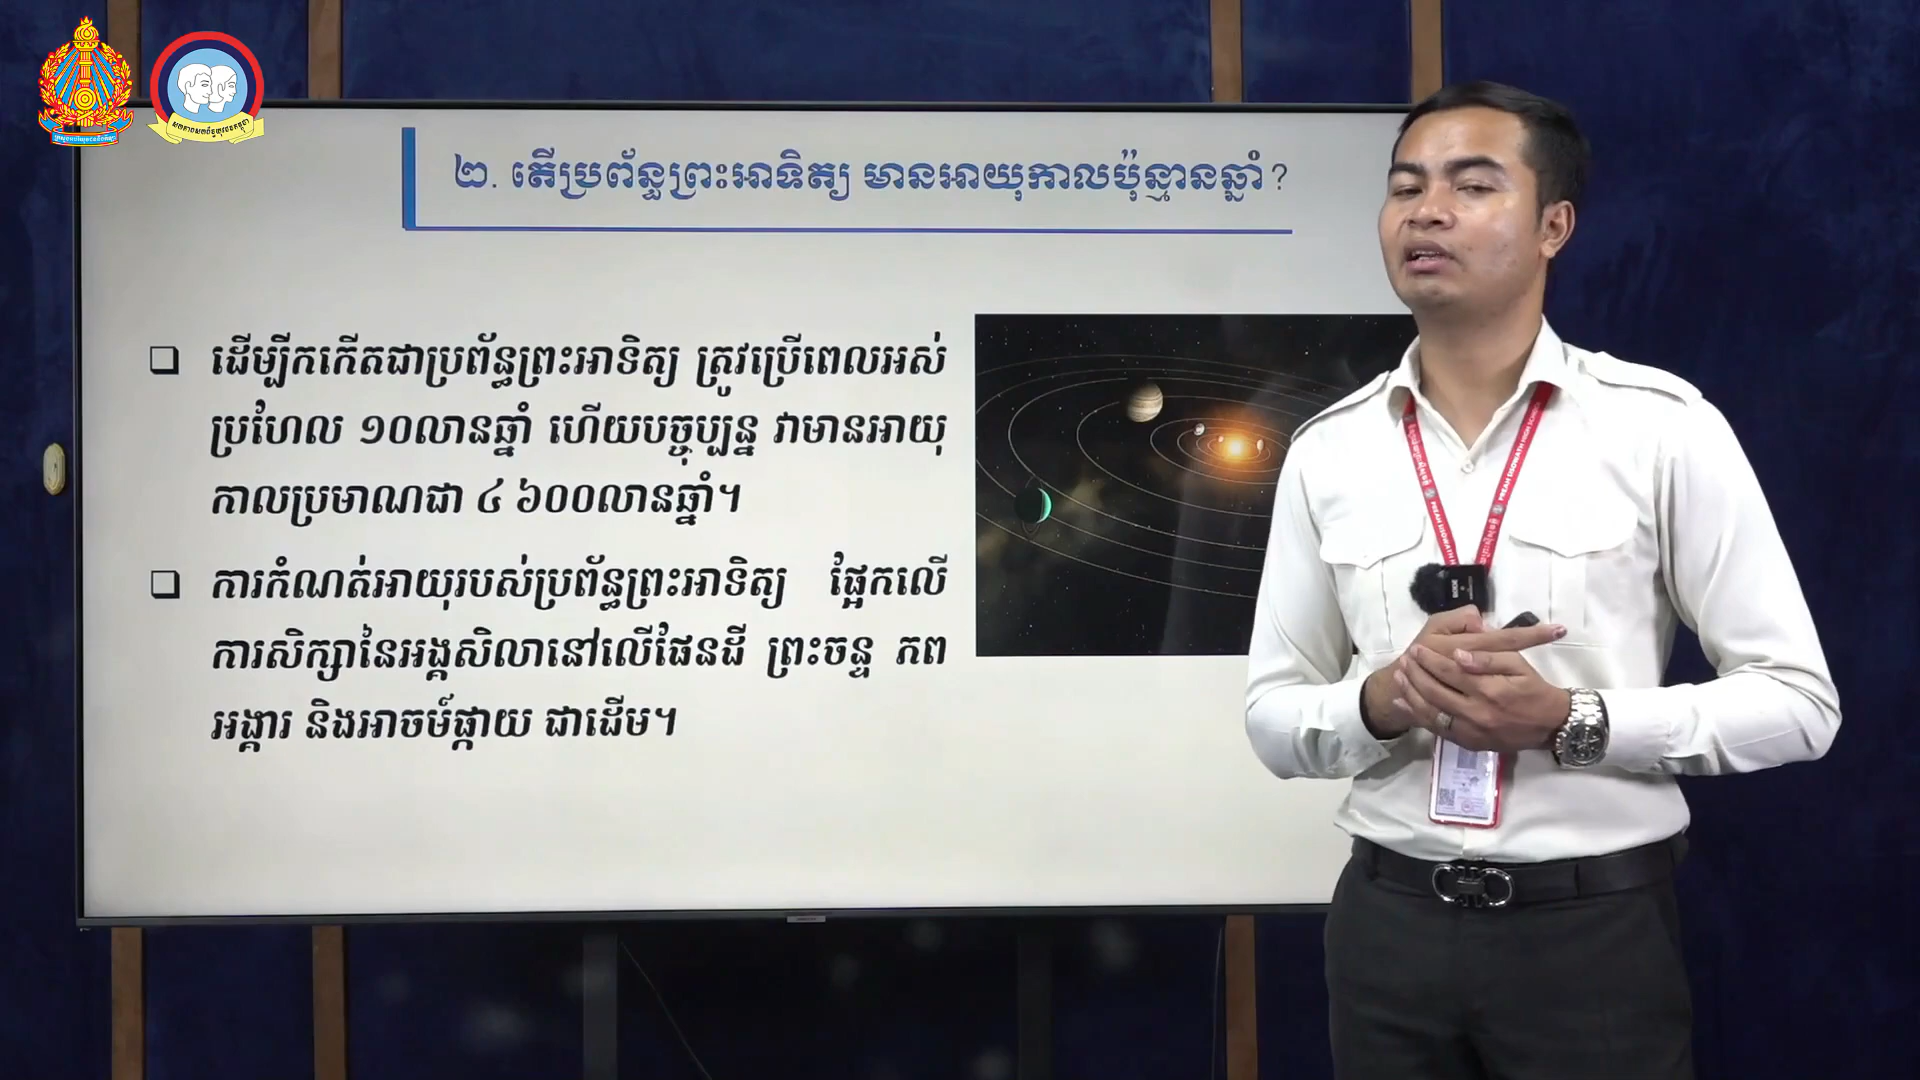 ២. តើប្រព័ន្ធព្រះអាទិត្យ មានអាយុកាលប៉ុន្មានឆ្នាំ?
ដើម្បីកកើតជាប្រព័ន្ធព្រះអាទិត្យ ត្រូវប្រើពេលអស់
ប្រហែល ១០លានឆ្នាំ ហើយបច្ចុប្បន្ន វាមានអាយុ
កាលប្រមាណជា ៤ ៦០០លានឆ្នាំ។
ការកំណត់អាយុរបស់ប្រព័ន្ធព្រះអាទិត្យ ផ្អែកលើ
ការសិក្សានៃអង្គសិលានៅលើផែនដី ព្រះចន្ទ ភព
អង្គារ និងអាចម៍ផ្កាយ ជាដើម។
PREAH SISOWATH HIGH SCHOOL
PREAH SISOWATH H